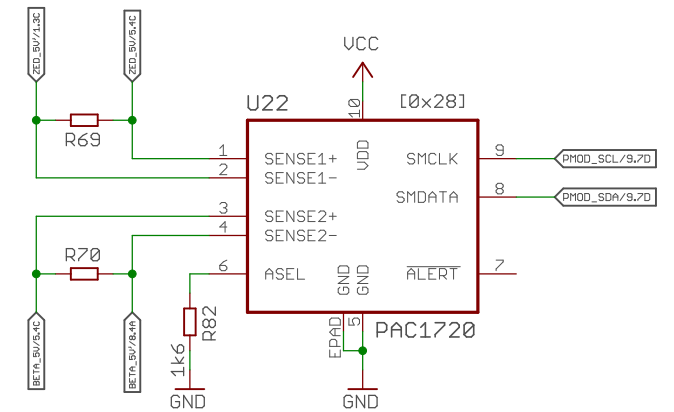 ZED_5V'/1.3C
ZED_5V/5.4C
VCC
U22
[0x28]
10
R69
1
SENSE1+
VDD
SMCLK
9
PMOD_SCL/9.7D
2
SENSE1-
SMDATA
8
PMOD_SDA/9.7D
3
SENSE2+
4
SENSE2-
R70
6
ASEL
GND
GND
ALERT
7
BETA_5V/5.4C
BETA_5V'/8.4A
R82
1k6
EPAD
5
PAC1720
GND
GND